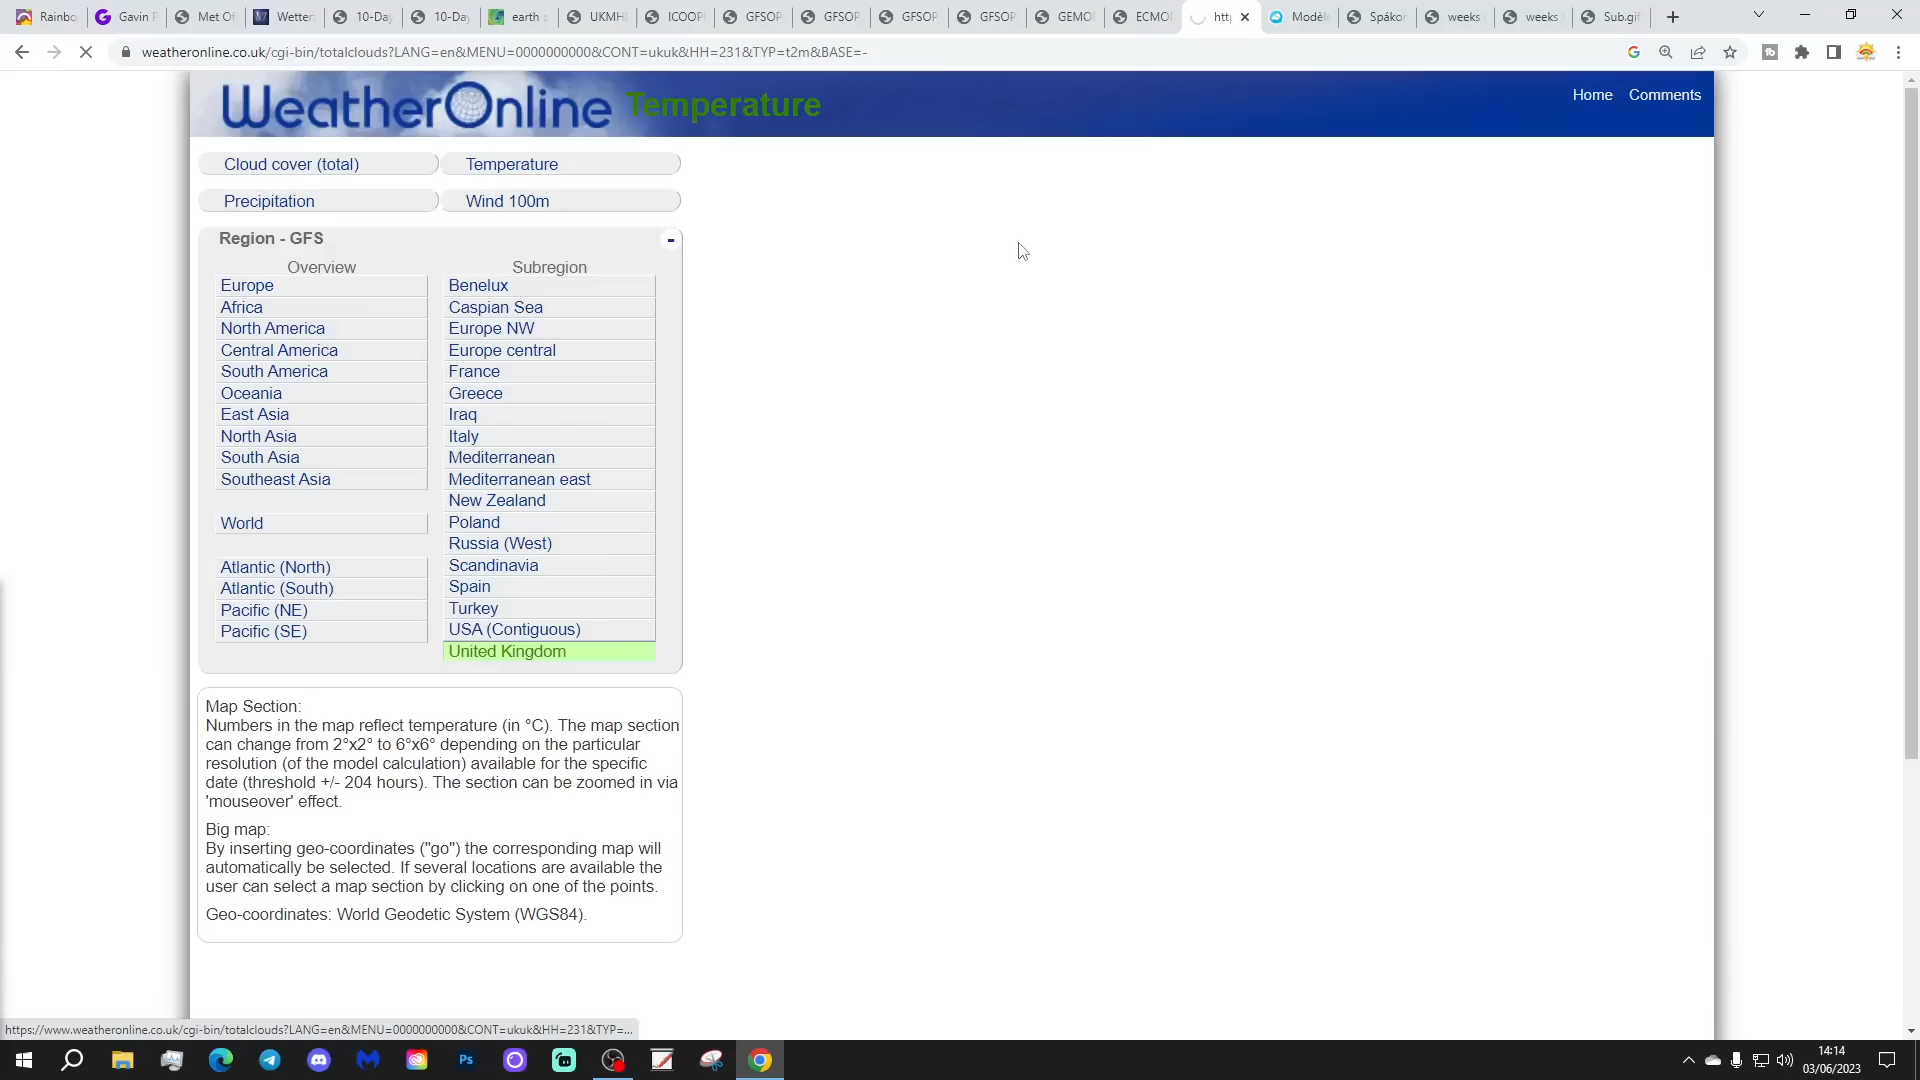 Rainbo
Gavin P
Met Of
Wetter
10-Day
10-Day
earth
UKMHD
ICOOP
GFSOP
GFSOP
GFSOP
GFSOP
GEMO
ECMO
htt
Modèl
Spåkor
weeks
weeks
Sub.gif
weatheronline.co.uk/cgi-bin/totalclouds?LANG=en&MENU=0000000000&CONT=ukuk&HH=231&TYP=t2m&BASE=-
WeatherOnline Temperature
Home Comments
Cloud cover (total) Temperature
Precipitation Wind 100m
Region - GFS -
Overview Subregion
Europe Benelux
Africa Caspian Sea
North America Europe NW
Central America Europe central
South America France
Oceania Greece
East Asia Iraq
North Asia Italy
South Asia Mediterranean
Southeast Asia Mediterranean east
New Zealand
World Poland
Russia (West)
Atlantic (North) Scandinavia
Atlantic (South) Spain
Pacific (NE) Turkey
Pacific (SE) USA (Contiguous)
United Kingdom
Map Section:
Numbers in the map reflect temperature (in °C). The map section
can change from 2°x2° to 6°x6° depending on the particular
resolution (of the model calculation) available for the specific
date (threshold +/- 204 hours). The section can be zoomed in via
'mouseover' effect.
Big map:
By inserting geo-coordinates ("go") the corresponding map will
automatically be selected. If several locations are available the
user can select a map section by clicking on one of the points.
Geo-coordinates: World Geodetic System (WGS84).
https://www.weatheronline.co.uk/cgi-bin/totalclouds?LANG=en&MENU=0000000000&CONT=ukuk&HH=231&TYP=...
Ps
14:14
03/06/2023